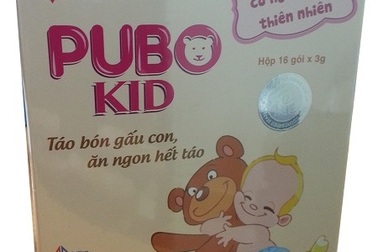 thiên nhiên
PUBO
KID
Hộp 16 gói x 3g
Táo bón gấu con,
ăn ngon hết táo